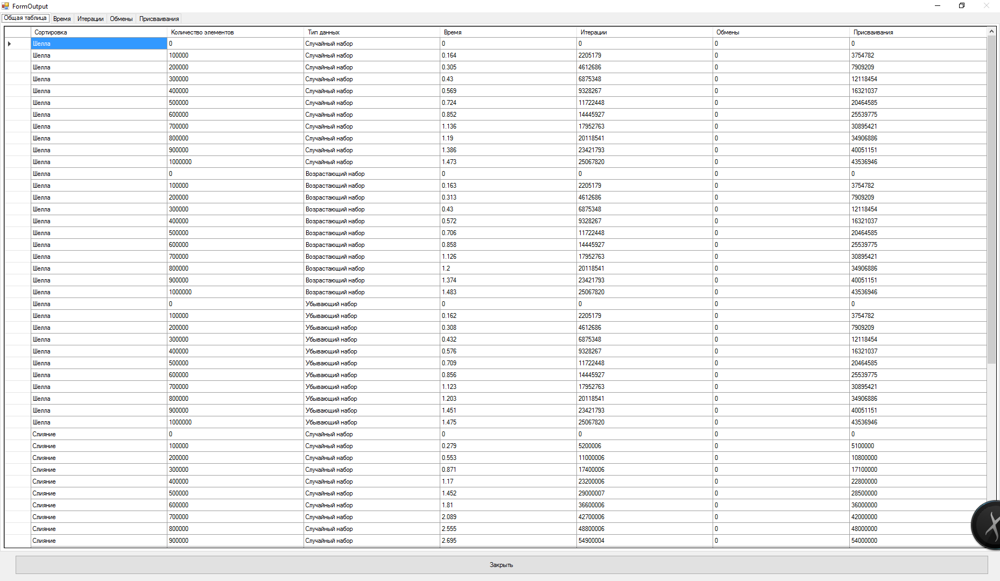 FormOutput
Общая таблица Время Итерации Обмены Присваивания
Сортировка Количество элементов Тип данных Время Итерации Обмены Присваивания
Шелла 0 Случайный набор 0 0 0 0
Шелла 100000 Случайный набор 0.164 2205179 0 3754782
Шелла 200000 Случайный набор 0.305 4612686 0 7909209
Шелла 300000 Случайный набор 0.43 6875348 0 12118454
Шелла 400000 Случайный набор 0.569 9328267 0 16321037
Шелла 500000 Случайный набор 0.724 11722448 0 20464585
Шелла 600000 Случайный набор 0.852 14445927 0 25539775
Шелла 700000 Случайный набор 1.136 17952763 0 30895421
Шелла 800000 Случайный набор 1.19 20118541 0 34906886
Шелла 900000 Случайный набор 1.386 23421793 0 40051151
Шелла 1000000 Случайный набор 1.473 25067820 0 43536946
Шелла 0 Возрастающий набор 0 0 0 0
Шелла 100000 Возрастающий набор 0.163 2205179 0 3754782
Шелла 200000 Возрастающий набор 0.313 4612686 0 7909209
Шелла 300000 Возрастающий набор 0.43 6875348 0 12118454
Шелла 400000 Возрастающий набор 0.572 9328267 0 16321037
Шелла 500000 Возрастающий набор 0.706 11722448 0 20464585
Шелла 600000 Возрастающий набор 0.858 14445927 0 25539775
Шелла 700000 Возрастающий набор 1.126 17952763 0 30895421
Шелла 800000 Возрастающий набор 1.2 20118541 0 34906886
Шелла 900000 Возрастающий набор 1.374 23421793 0 40051151
Шелла 1000000 Возрастающий набор 1.483 25067820 0 43536946
Шелла 0 Убывающий набор 0 0 0 0
Шелла 100000 Убывающий набор 0.162 2205179 0 3754782
Шелла 200000 Убывающий набор 0.308 4612686 0 7909209
Шелла 300000 Убывающий набор 0.432 6875348 0 12118454
Шелла 400000 Убывающий набор 0.576 9328267 0 16321037
Шелла 500000 Убывающий набор 0.709 11722448 0 20464585
Шелла 600000 Убывающий набор 0.856 14445927 0 25539775
Шелла 700000 Убывающий набор 1.123 17952763 0 30895421
Шелла 800000 Убывающий набор 1.203 20118541 0 34906886
Шелла 900000 Убывающий набор 1.451 23421793 0 40051151
Шелла 1000000 Убывающий набор 1.475 25067820 0 43536946
Слияние 0 Случайный набор 0 0 0 0
Слияние 100000 Случайный набор 0.279 5200006 0 5100000
Слияние 200000 Случайный набор 0.553 11000006 0 10800000
Слияние 300000 Случайный набор 0.871 17400006 0 17100000
Слияние 400000 Случайный набор 1.17 23200006 0 22800000
Слияние 500000 Случайный набор 1.452 29000007 0 28500000
Слияние 600000 Случайный набор 1.81 36600006 0 36000000
Слияние 700000 Случайный набор 2.089 42700006 0 42000000
Слияние 800000 Случайный набор 2.555 48800006 0 48000000
Слияние 900000 Случайный набор 2.695 54900004 0 54000000
Закрыть